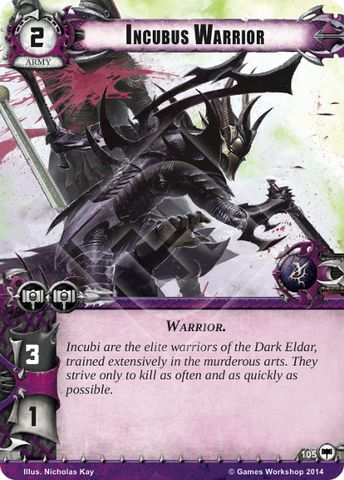 2
ARMY
INCUBUS WARRIOR
WARRIOR.
Incubi are the elite warriors of the Dark Eldar,
trained extensively in the murderous arts. They
strive only to kill as often and as quickly as
possible.
3
1
105
Illus. Nicholas Kay
© Games Workshop 2014